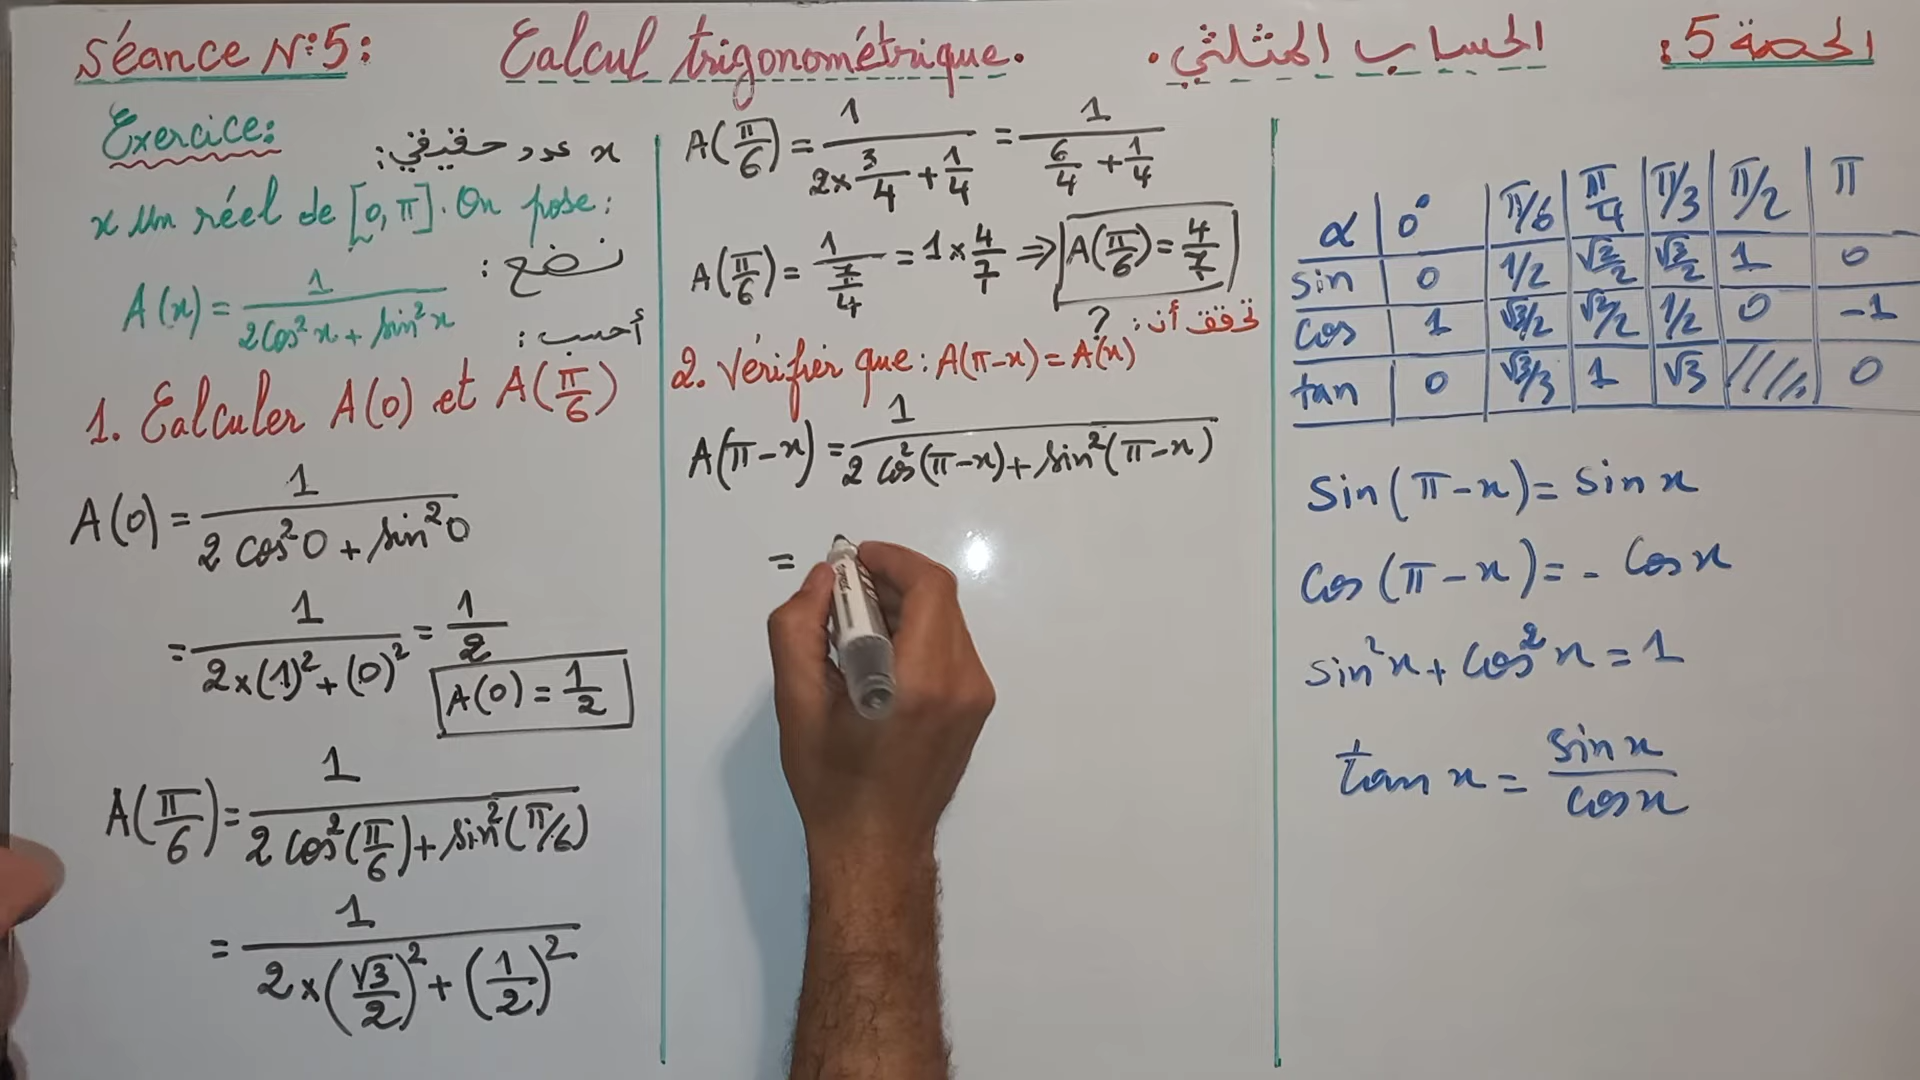 Séance N°5:
Calcul trigonométrique.
الحساب المثلثي.
الحصة 5:
Exercice:
x عدد حقيقي:
x un réel de [0, π]. On pose:
نضع:
A(x) = 1/(2cos²x + sin²x)
أحسب:
1. Calculer A(0) et A(π/6)
A(0) = 1/(2 cos²0 + sin²0)
= 1/(2×(1)² + (0)²) = 1/2
A(0) = 1/2
A(π/6) = 1/(2 cos²(π/6) + sin²(π/6))
= 1/(2×(√3/2)² + (1/2)²)
A(π/6) = 1/(2×3/4 + 1/4) = 1/(6/4 + 1/4)
A(π/6) = 1/(7/4) = 1×4/7 ⇒ A(π/6) = 4/7
تحقق أن:
?
2. Vérifier que: A(π-x) = A(x)
A(π-x) = 1/(2 cos²(π-x) + sin²(π-x))
=
α | 0° | π/6 | π/4 | π/3 | π/2 | π
sin | 0 | 1/2 | √2/2 | √3/2 | 1 | 0
cos | 1 | √3/2 | √2/2 | 1/2 | 0 | -1
tan | 0 | √3/3 | 1 | √3 | //// | 0
sin(π-x) = sin x
cos(π-x) = - cos x
sin²x + cos²x = 1
tan x = sin x/cos x